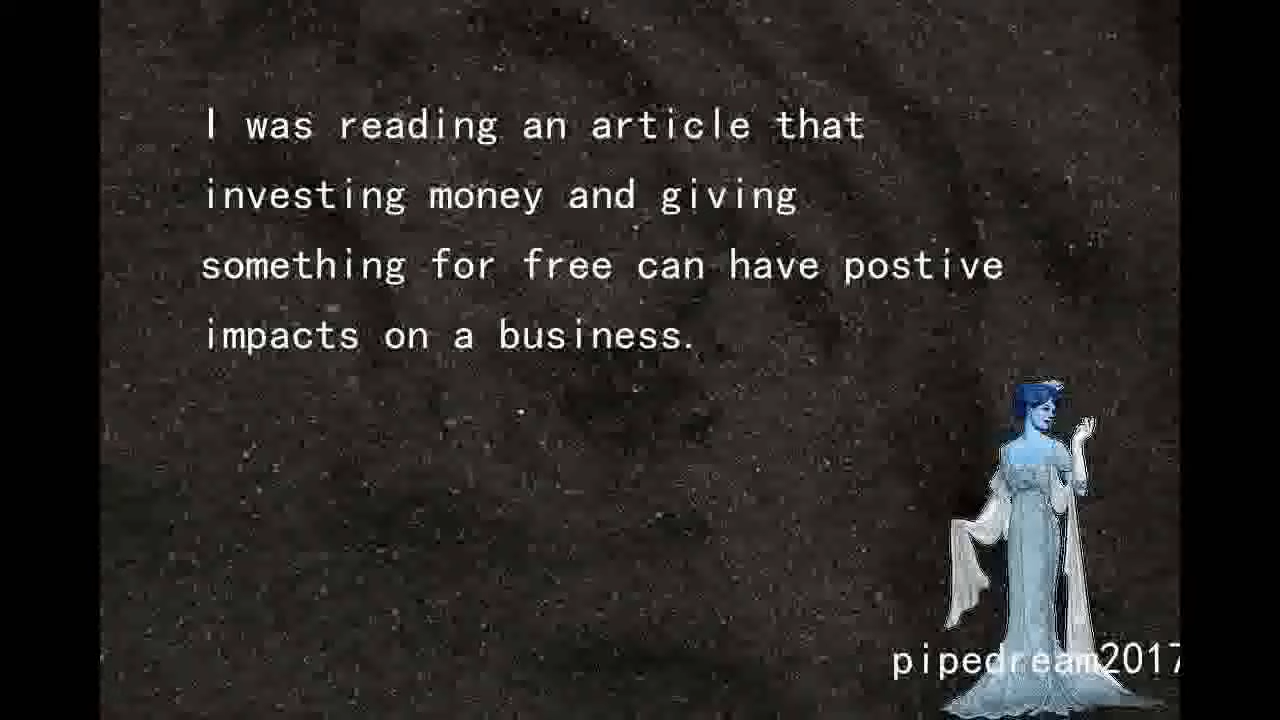 I was reading an article that
investing money and giving
something for free can have postive
impacts on a business.
pipedream2017